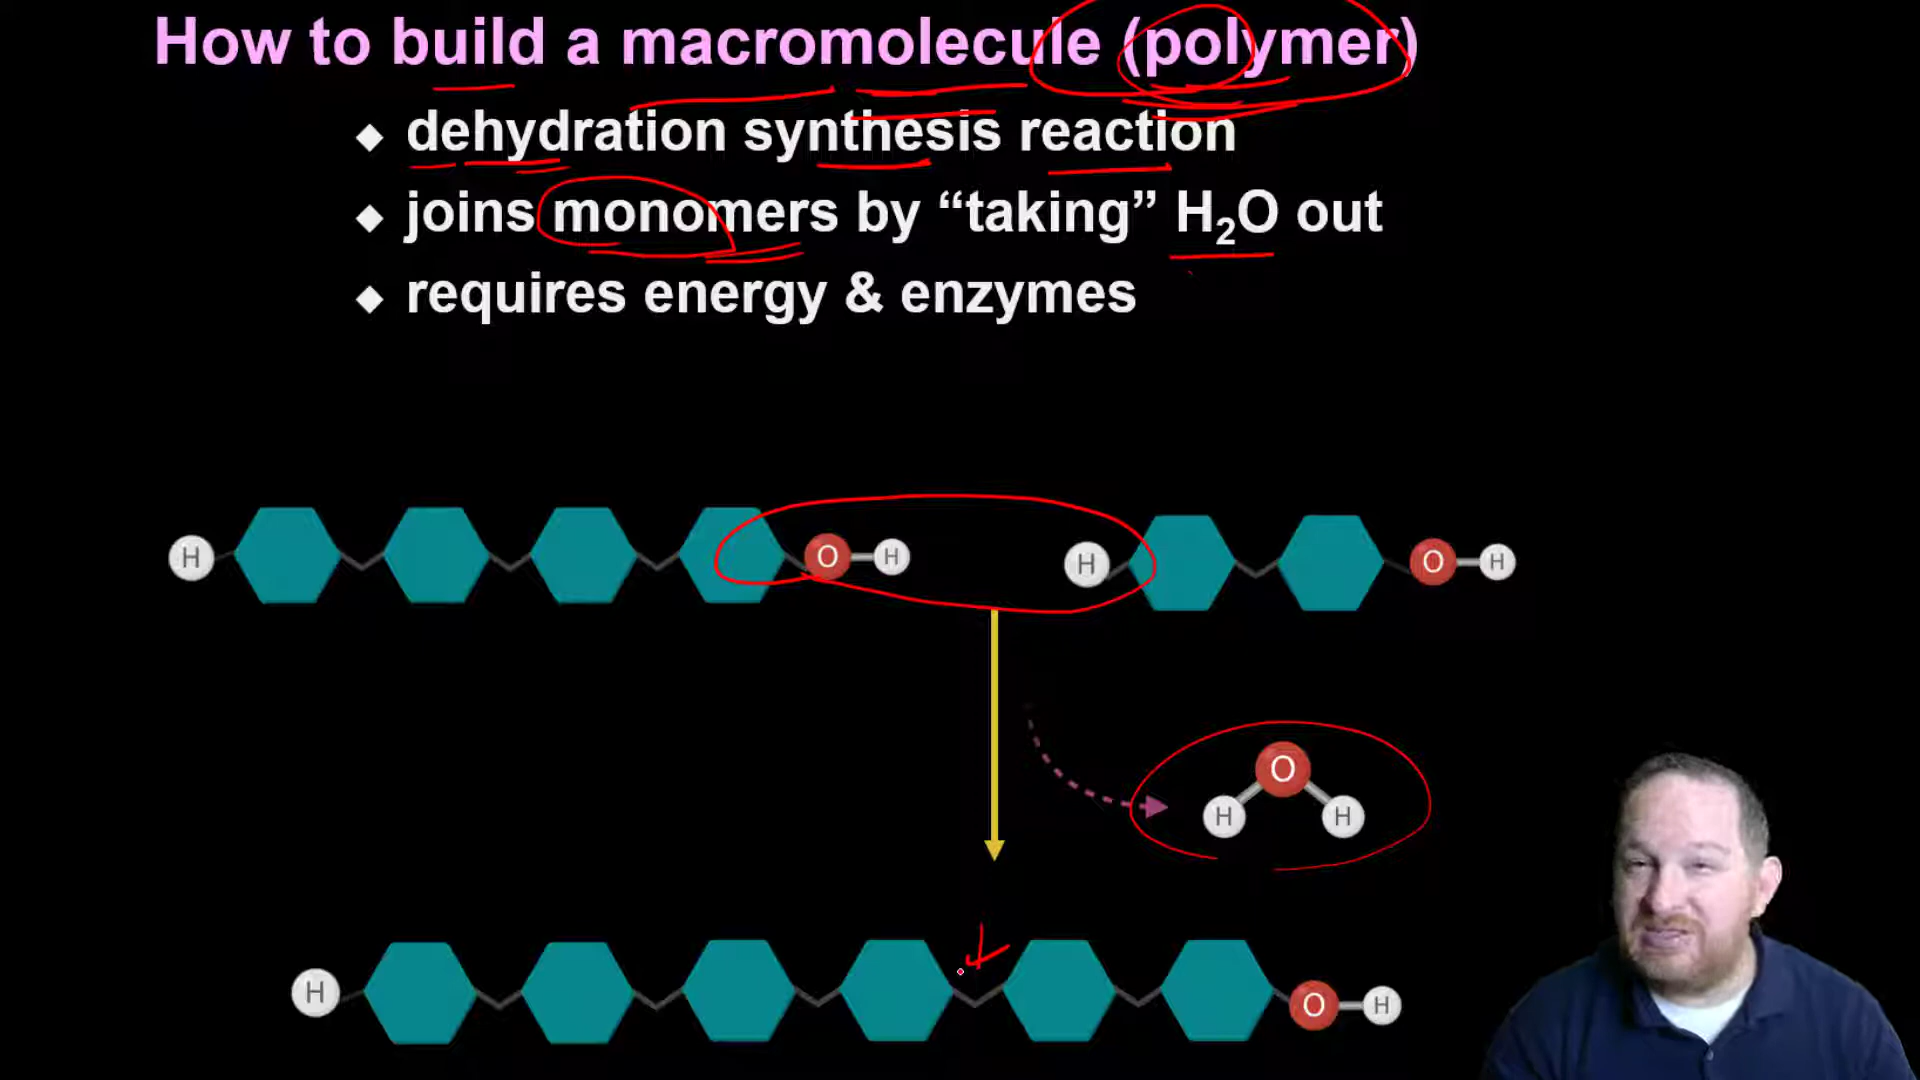 How to build a macromolecule (polymer)
◆ dehydration synthesis reaction
◆ joins monomers by “taking” H₂O out
◆ requires energy & enzymes
H O H H O H
O
H H
H O H